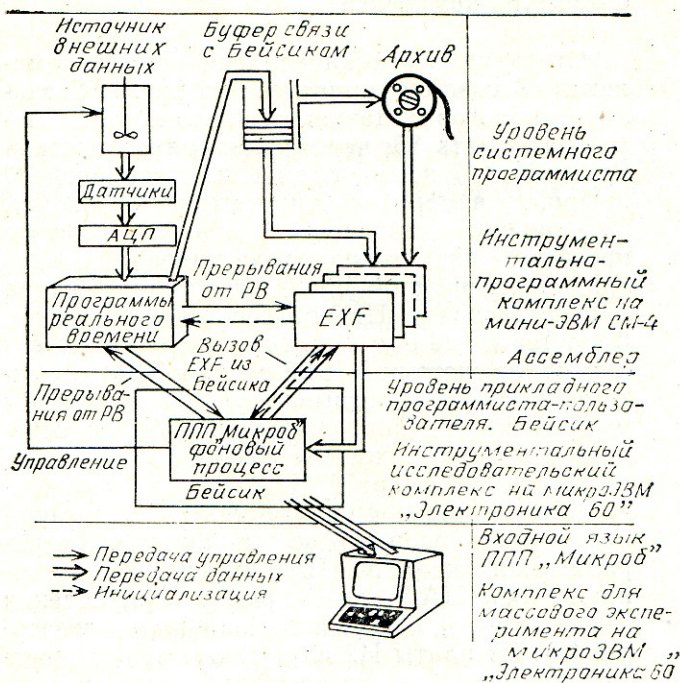 Источник
внешних
данных
Буфер связи
с Бейсиком
Архив
Уровень
системного
программиста
Датчики
АЦП
Программы
реального
времени
Прерывания
от РВ
EXF
Инструмен-
тально-
программный
комплекс на
мини-ЭВМ СМ-4
Ассемблер
Вызов
EXF из
Бейсика
Прерыва-
ния от РВ
Управление
ППП „Микроб"
фоновый
процесс
Бейсик
Уровень прикладного
программиста-пользо-
вателя. Бейсик
Инструментальный
исследовательский
комплекс на микроЭВМ
„Электроника 60"
Передача управления
Передача данных
Инициализация
Входной язык
ППП „Микроб"
Комплекс для
массового экспе-
римента на
микроЭВМ „
„Электроника 60